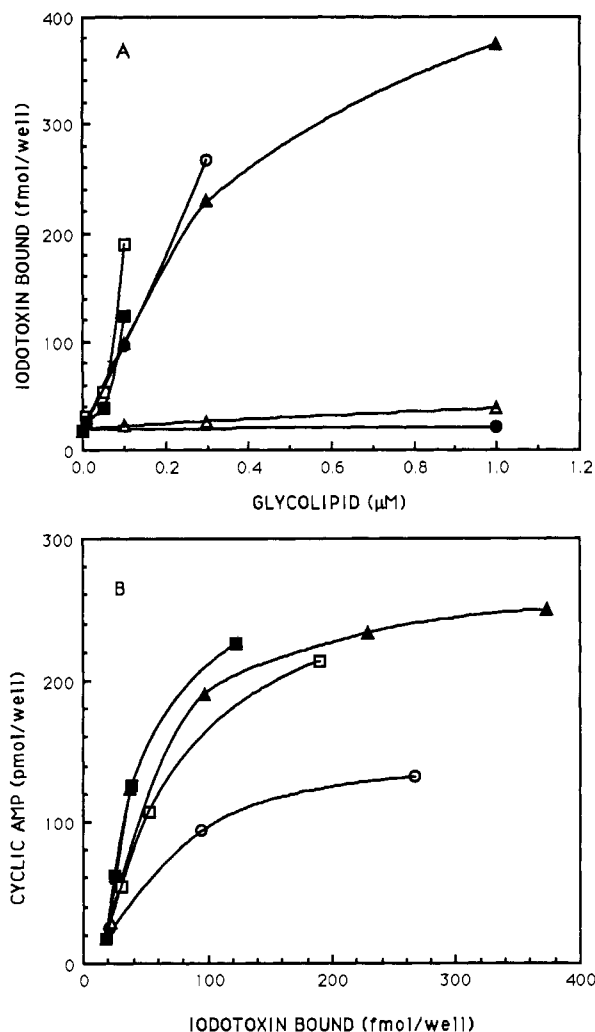 A
IODOTOXIN BOUND (fmol/well)
400
300
200
100
0
0.0 0.2 0.4 0.6 0.8 1.0 1.2
GLYCOLIPID (μM)
B
CYCLIC AMP (pmol/well)
300
200
100
0
0 100 200 300 400
IODOTOXIN BOUND (fmol/well)